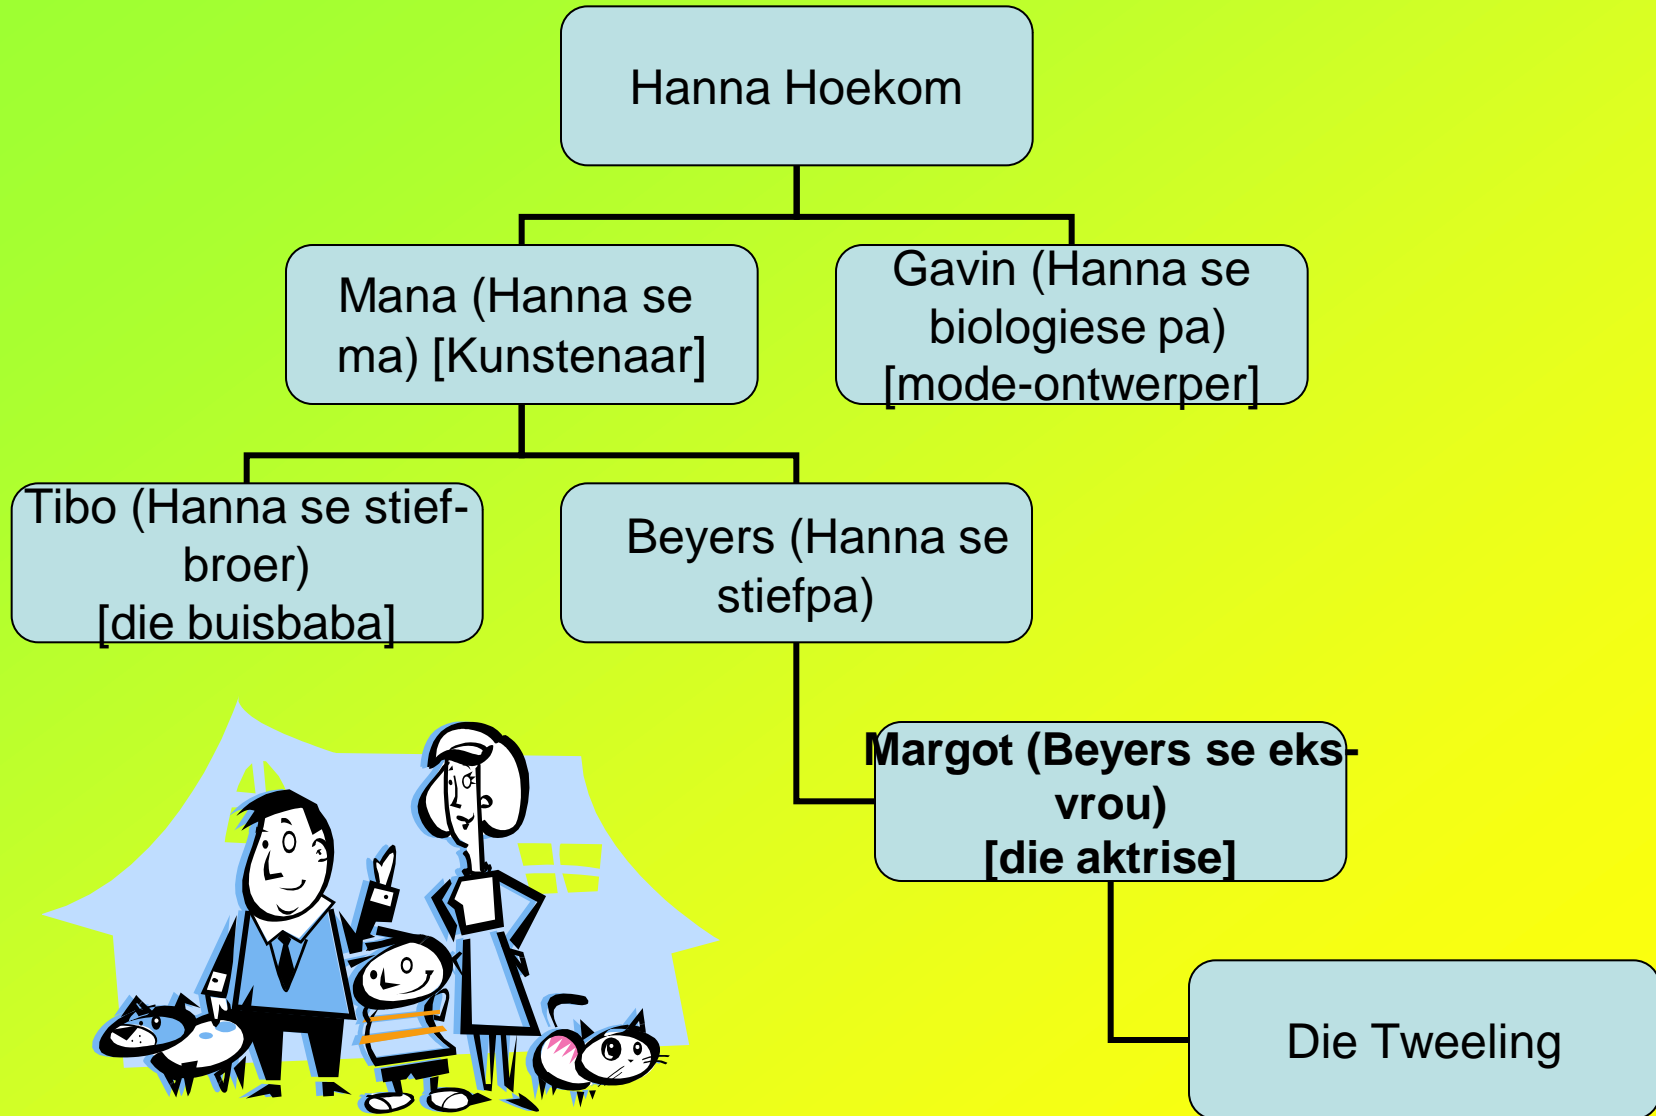 Hanna Hoekom
Mana (Hanna se
ma) [Kunstenaar]
Gavin (Hanna se
biologiese pa)
[mode-ontwerper]
Tibo (Hanna se stief-
broer)
[die buisbaba]
Beyers (Hanna se
stiefpa)
Margot (Beyers se eks-
vrou)
[die aktrise]
Die Tweeling